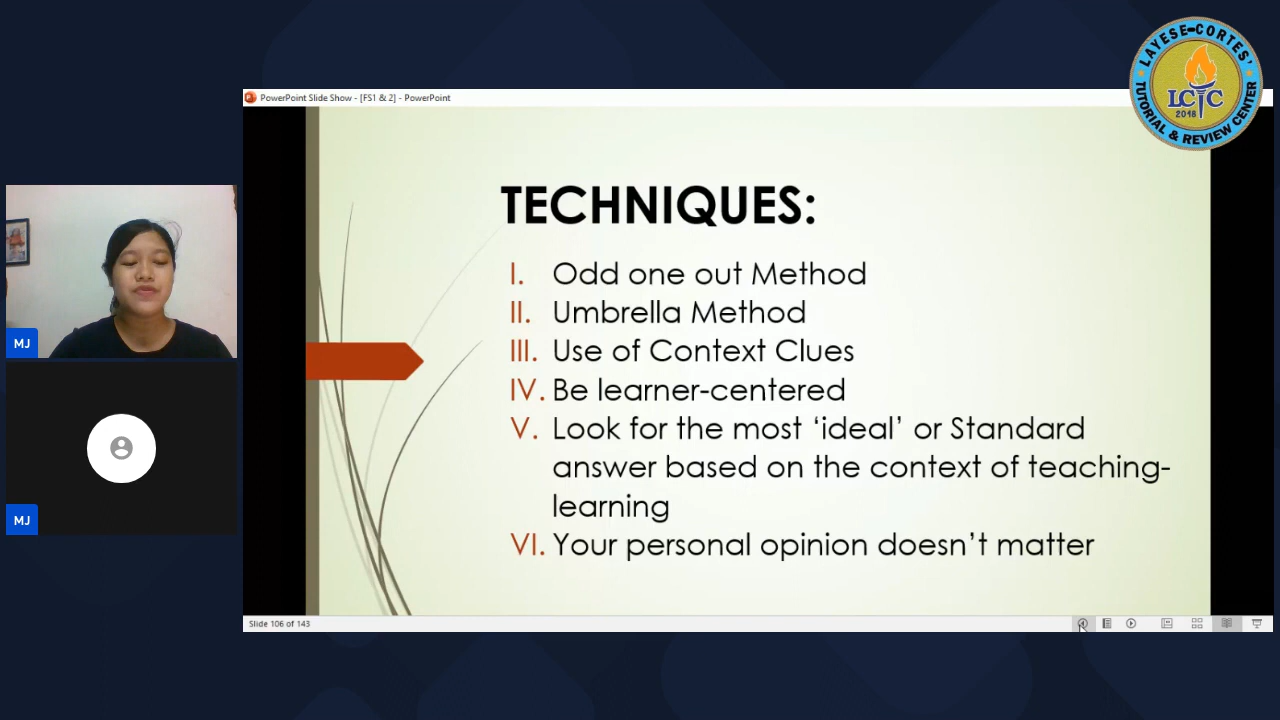 LAYESE-CORTES'
LCTC
2018
TUTORIAL & REVIEW CENTER
PowerPoint Slide Show - [FS1 & 2] - PowerPoint
TECHNIQUES:
I. Odd one out Method
II. Umbrella Method
III. Use of Context Clues
IV. Be learner-centered
V. Look for the most ‘ideal’ or Standard
answer based on the context of teaching-
learning
VI. Your personal opinion doesn’t matter
MJ
MJ
Slide 106 of 143